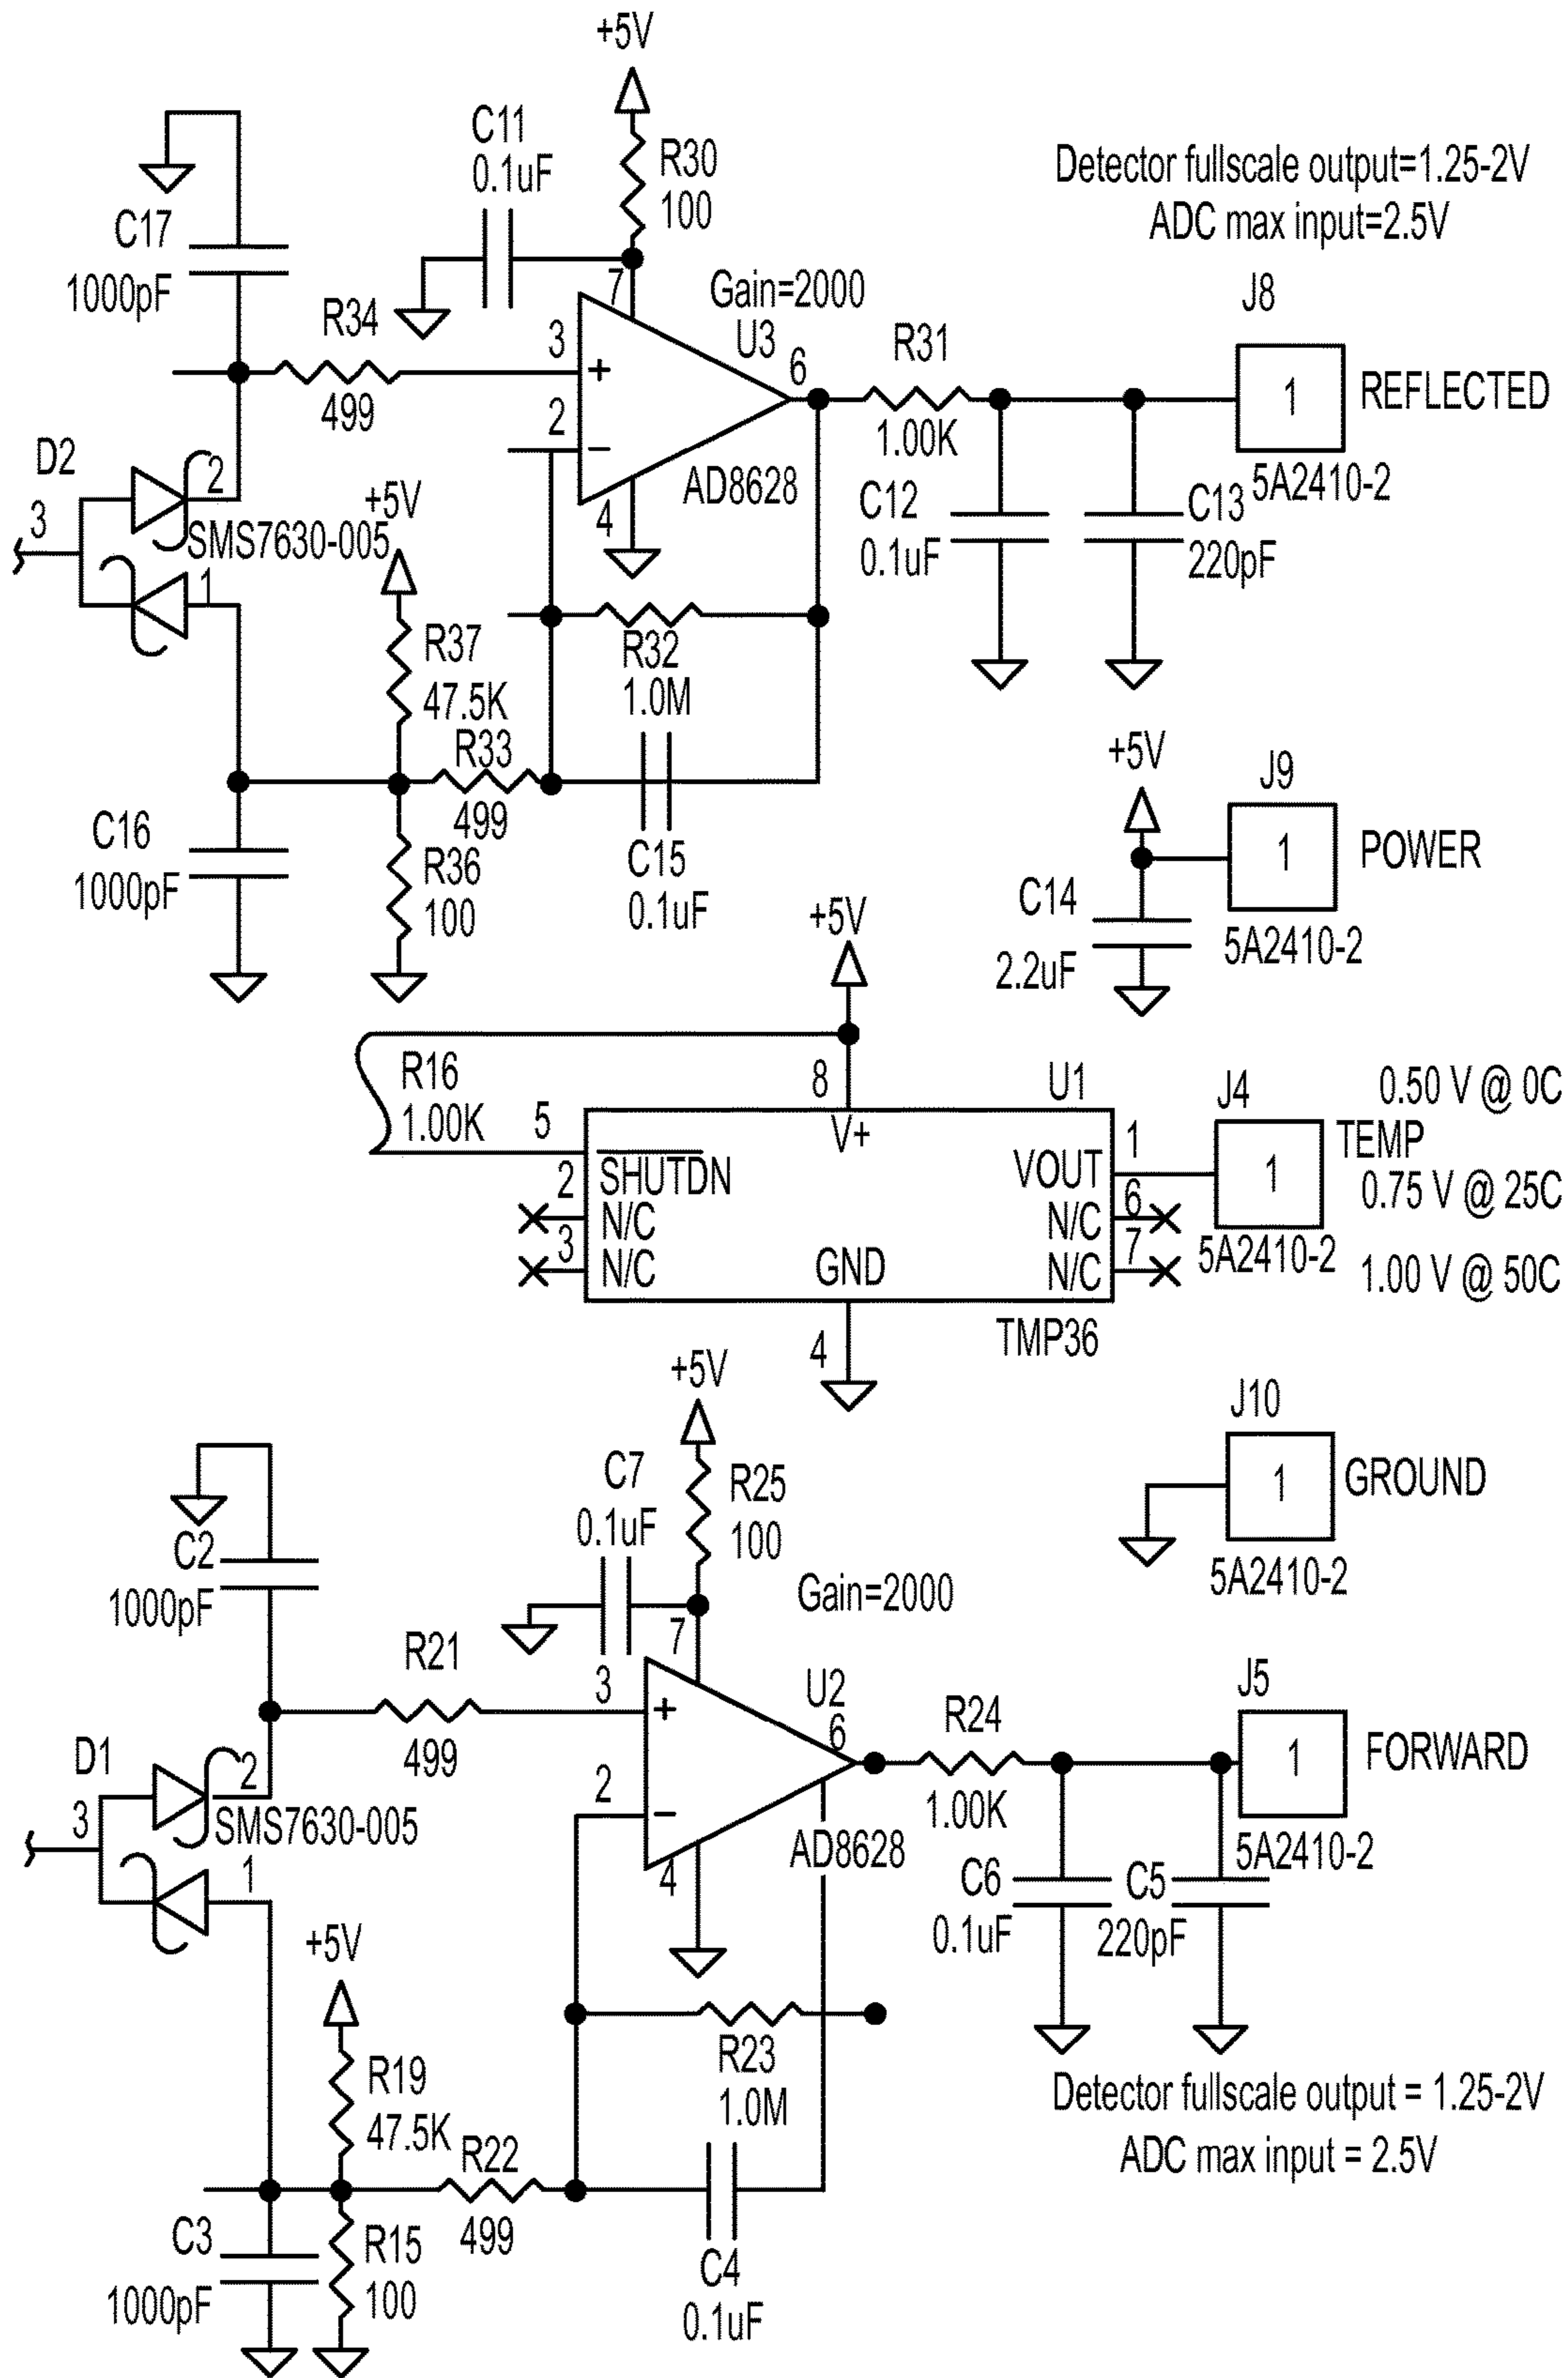 +5V
C11
0.1uF
R30
100
Detector fullscale output=1.25-2V
ADC max input=2.5V
C17
1000pF
7
Gain=2000
U3
J8
R34
499
3
+
6
R31
1.00K
1
REFLECTED
5A2410-2
2
−
AD8628
4
D2
3
2
SMS7630-005
1
+5V
C12
0.1uF
C13
220pF
R37
47.5K
R32
1.0M
R33
499
C16
1000pF
R36
100
C15
0.1uF
+5V
J9
1
POWER
C14
2.2uF
5A2410-2
+5V
R16
1.00K
8
U1
J4
0.50 V @ 0C
5
V+
1
TEMP
SHUTDN
VOUT
1
0.75 V @ 25C
2
N/C
N/C
6
3
N/C
GND
N/C
7
5A2410-2
1.00 V @ 50C
4
TMP36
+5V
J10
C7
0.1uF
R25
100
1
GROUND
5A2410-2
C2
1000pF
Gain=2000
7
R21
499
3
+
U2
6
R24
1.00K
J5
1
FORWARD
5A2410-2
D1
3
2
SMS7630-005
1
2
−
AD8628
4
C6
0.1uF
C5
220pF
+5V
R19
47.5K
R23
1.0M
Detector fullscale output = 1.25-2V
ADC max input = 2.5V
R22
499
C3
1000pF
R15
100
C4
0.1uF